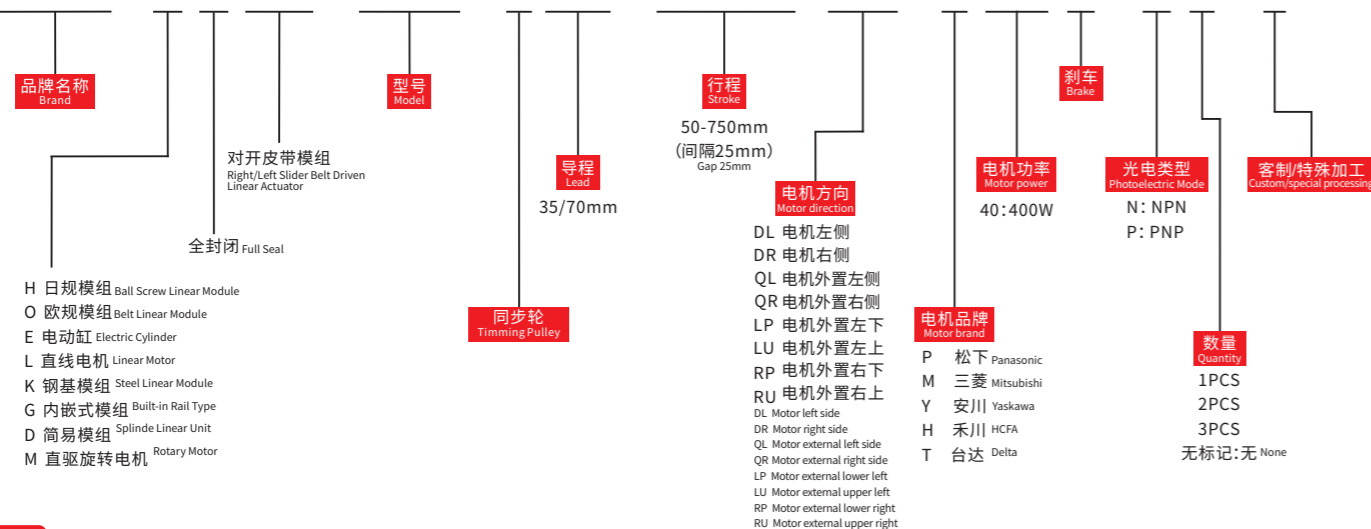 品牌名称
Brand
H 日规模组 Ball Screw Linear Module
O 欧规模组 Belt Linear Module
E 电动缸 Electric Cylinder
L 直线电机 Linear Motor
K 钢基模组 Steel Linear Module
G 内嵌式模组 Built-in Rail Type
D 简易模组 Splinde Linear Unit
M 直驱旋转电机 Rotary Motor
全封闭 Full Seal
对开皮带模组
Right/Left Slider Belt Driven
Linear Actuator
型号
Model
同步轮
Timming Pulley
导程
Lead
35/70mm
行程
Stroke
50-750mm
（间隔25mm）
Gap 25mm
电机方向
Motor direction
DL 电机左侧
DR 电机右侧
QL 电机外置左侧
QR 电机外置右侧
LP 电机外置左下
LU 电机外置左上
RP 电机外置右下
RU 电机外置右上
DL Motor left side
DR Motor right side
QL Motor external left side
QR Motor external right side
LP Motor external lower left
LU Motor external upper left
RP Motor external lower right
RU Motor external upper right
电机品牌
Motor brand
P 松下 Panasonic
M 三菱 Mitsubishi
Y 安川 Yaskawa
H 禾川 HCFA
T 台达 Delta
电机功率
Motor power
40：400W
刹车
Brake
光电类型
Photoelectric Mode
N：NPN
P：PNP
数量
Quantity
1PCS
2PCS
3PCS
无标记：无 None
客制/特殊加工
Custom/special processing